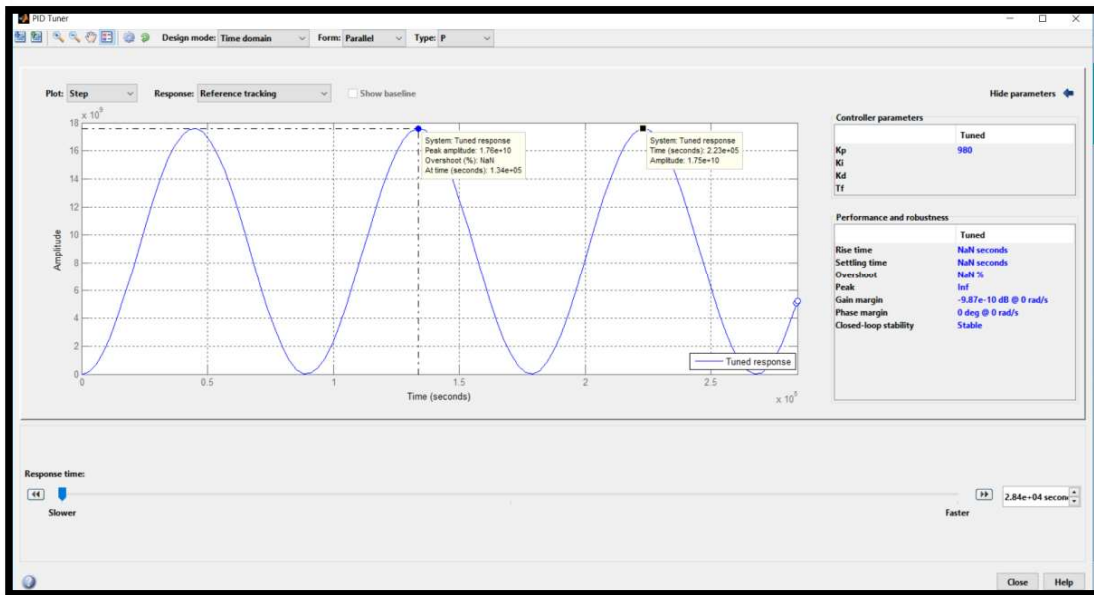 PID Tuner
Design mode: Time domain Form: Parallel Type: P
Plot: Step Response: Reference tracking Show baseline Hide parameters
x 10⁹
18
16
14
12
10
8
6
4
2
0
Amplitude
0 0.5 1 1.5 2 2.5
x 10⁵
Time (seconds)
System: Tuned response
Peak amplitude: 1.76e+10
Overshoot (%): NaN
At time (seconds): 1.34e+05
System: Tuned response
Time (seconds): 2.23e+05
Amplitude: 1.75e+10
Tuned response
Controller parameters
Tuned
Kp 980
Ki
Kd
Tf
Performance and robustness
Tuned
Rise time NaN seconds
Settling time NaN seconds
Overshoot NaN %
Peak Inf
Gain margin -9.87e-10 dB @ 0 rad/s
Phase margin 0 deg @ 0 rad/s
Closed-loop stability Stable
Response time:
2.84e+04 secon
Slower Faster
Close Help